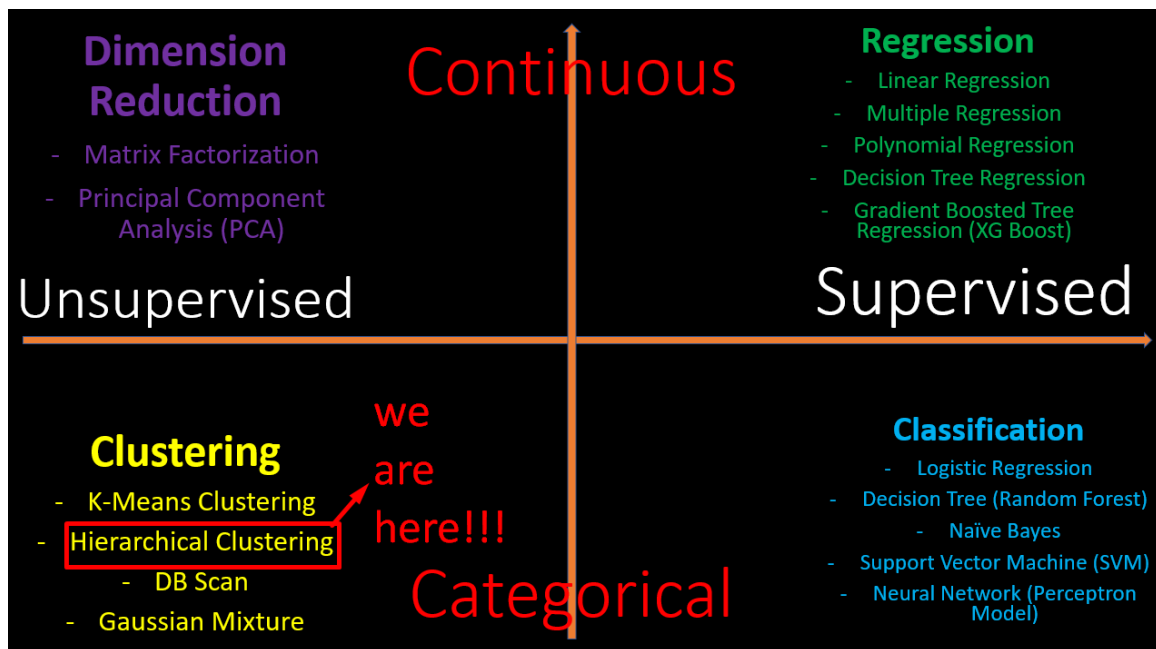 Dimension
Reduction
- Matrix Factorization
- Principal Component
Analysis (PCA)
Continuous
Regression
- Linear Regression
- Multiple Regression
- Polynomial Regression
- Decision Tree Regression
- Gradient Boosted Tree
Regression (XG Boost)
Unsupervised
Supervised
Clustering
- K-Means Clustering
- Hierarchical Clustering
- DB Scan
- Gaussian Mixture
we
are
here!!!
Categorical
Classification
- Logistic Regression
- Decision Tree (Random Forest)
- Naïve Bayes
- Support Vector Machine (SVM)
- Neural Network (Perceptron
Model)